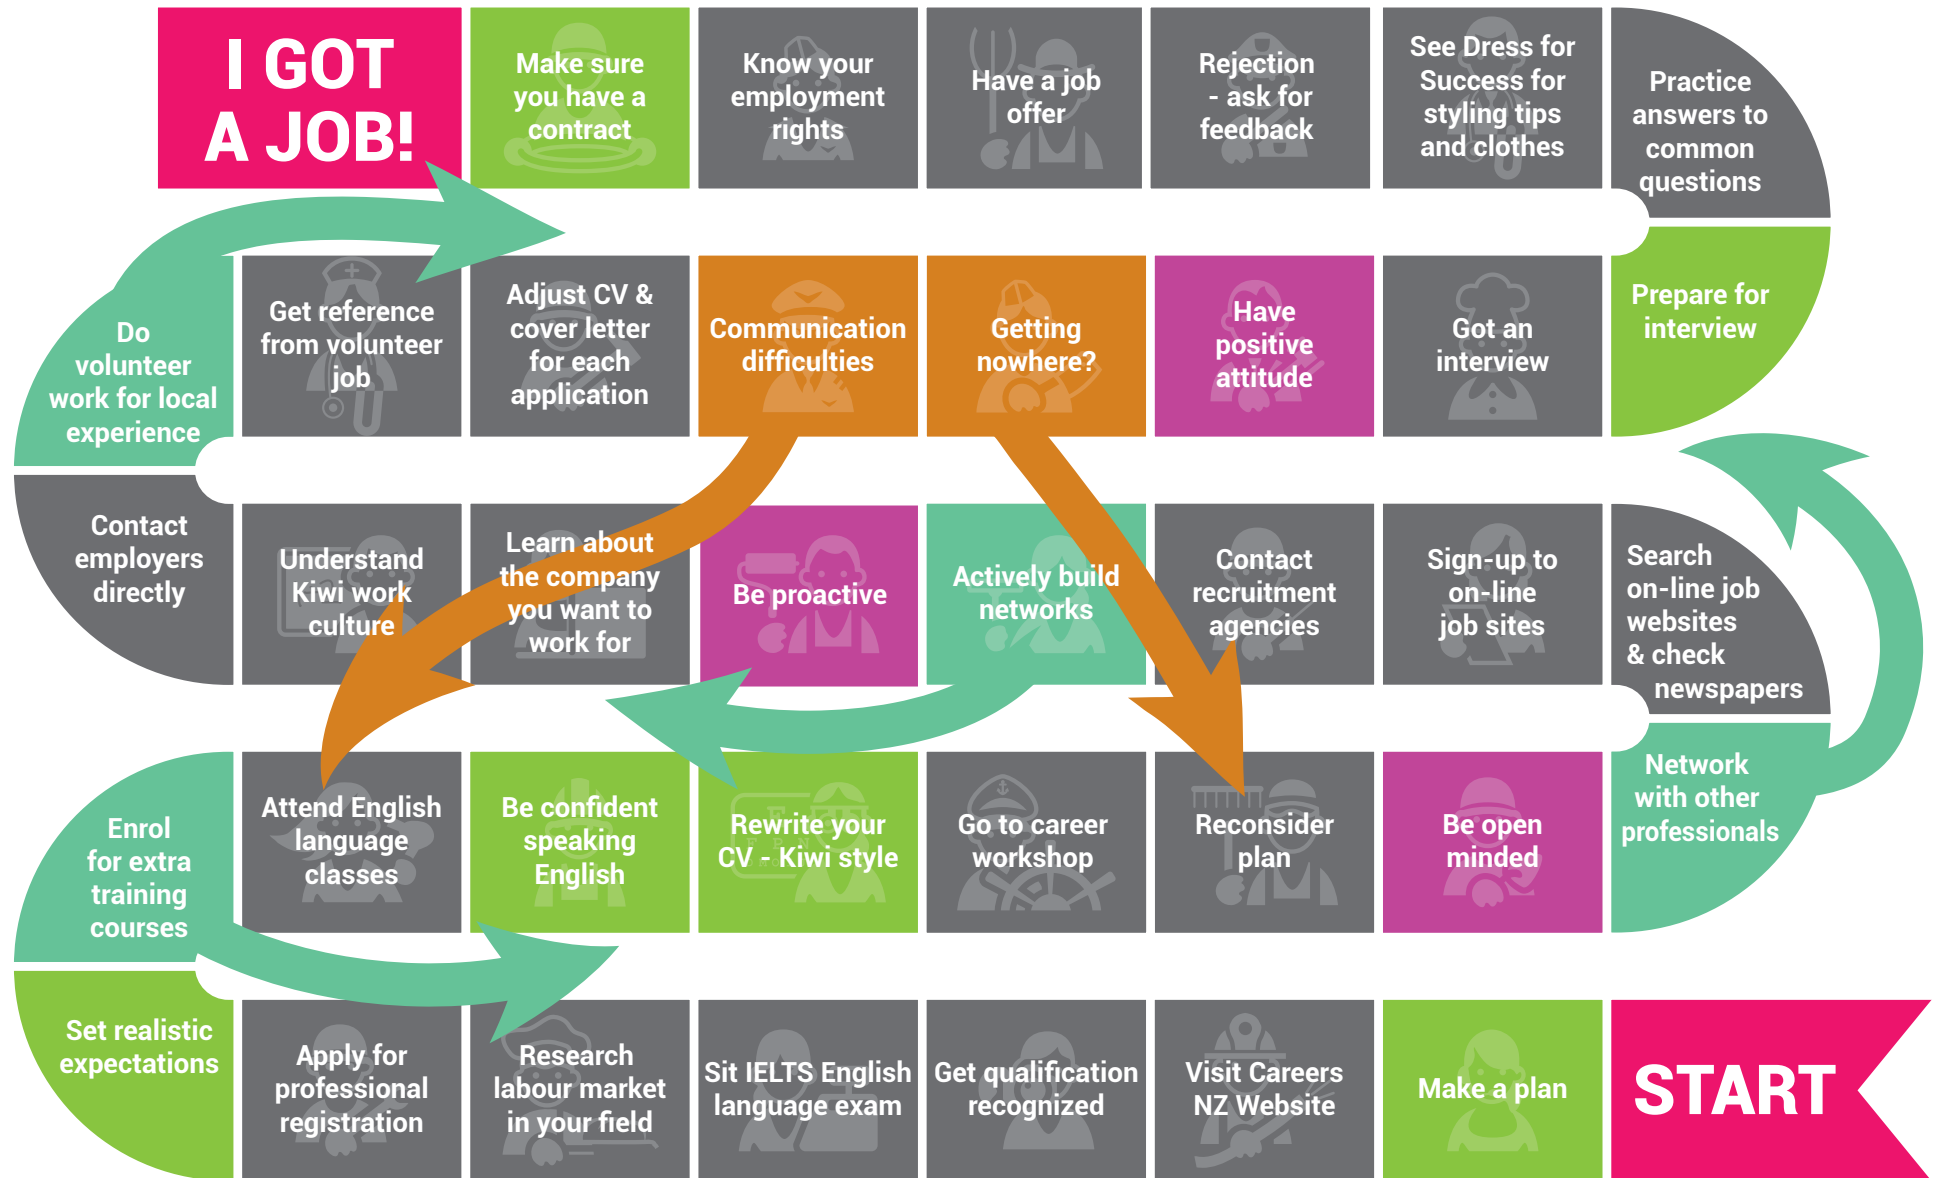 I GOT
A JOB!
Make sure
you have a
contract
Know your
employment
rights
Have a job
offer
Rejection
- ask for
feedback
See Dress for
Success for
styling tips
and clothes
Practice
answers to
common
questions
Do
volunteer
work for local
experience
Get reference
from volunteer
job
Adjust CV &
cover letter
for each
application
Communication
difficulties
Getting
nowhere?
Have
positive
attitude
Got an
interview
Prepare for
interview
Contact
employers
directly
Understand
Kiwi work
culture
Learn about
the company
you want to
work for
Be proactive
Actively build
networks
Contact
recruitment
agencies
Sign-up to
on-line
job sites
Search
on-line job
websites
& check
newspapers
Enrol
for extra
training
courses
Attend English
language
classes
Be confident
speaking
English
Rewrite your
CV - Kiwi style
Go to career
workshop
Reconsider
plan
Be open
minded
Network
with other
professionals
Set realistic
expectations
Apply for
professional
registration
Research
labour market
in your field
Sit IELTS English
language exam
Get qualification
recognized
Visit Careers
NZ Website
Make a plan
START